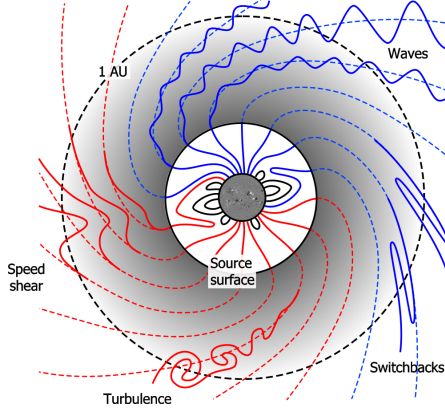 Waves
1 AU
Speed
shear
Source
surface
Switchbacks
Turbulence